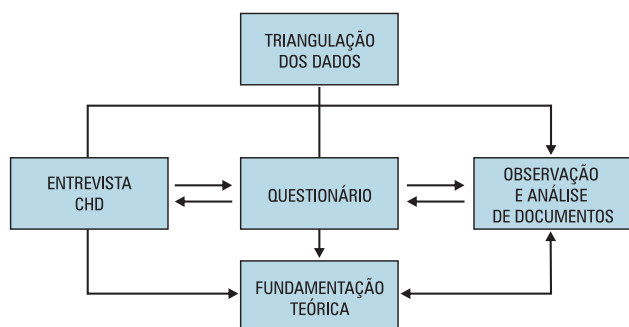 TRIANGULAÇÃO
DOS DADOS
ENTREVISTA
CHD
QUESTIONÁRIO
OBSERVAÇÃO
E ANÁLISE
DE DOCUMENTOS
FUNDAMENTAÇÃO
TEÓRICA